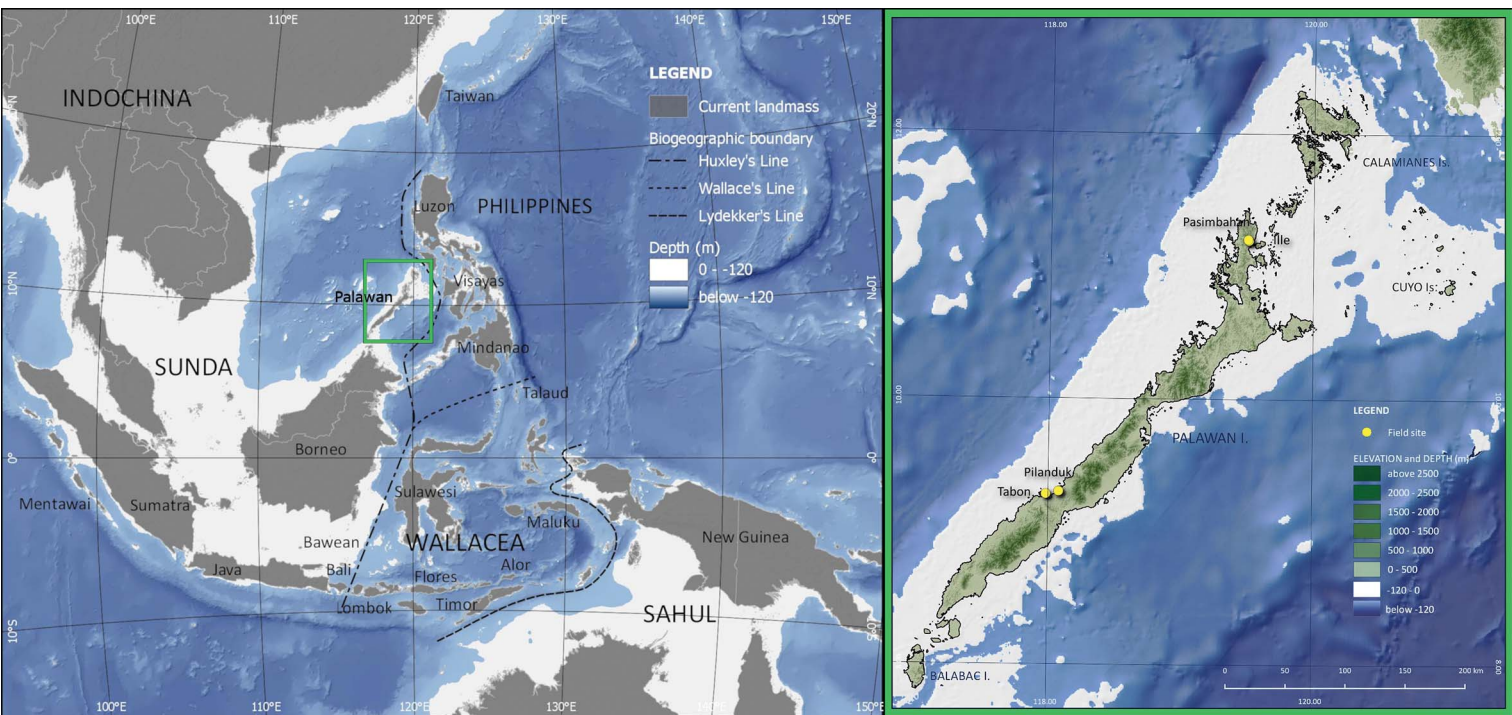 100°E
110°E
120°E
130°E
140°E
150°E
INDOCHINA
Taiwan
LEGEND
Current landmass
Biogeographic boundary
Huxley's Line
Wallace's Line
Lydekker's Line
Depth (m)
0 - -120
below -120
20°N
Luzon
PHILIPPINES
10°N
10°N
Palawan
Visayas
SUNDA
Mindanao
Talaud
Borneo
0°
0°
Mentawai
Sumatra
Sulawesi
Maluku
New Guinea
Bawean
WALLACEA
Java
Bali
Flores
Alor
Lombok
Timor
SAHUL
10°S
10°S
100°E
110°E
120°E
130°E
150°E
118.00
120.00
12.00
CALAMIANES Is.
Pasimbahan
Ille
CUYO Is.
10.00
PALAWAN I.
Pilanduk
Tabon
BALABAC I.
LEGEND
Field site
ELEVATION and DEPTH (m)
above 2500
2000 - 2500
1500 - 2000
1000 - 1500
500 - 1000
0 - 500
-120 - 0
below -120
0
50
100
150
200 km
8.00
118.00
120.00